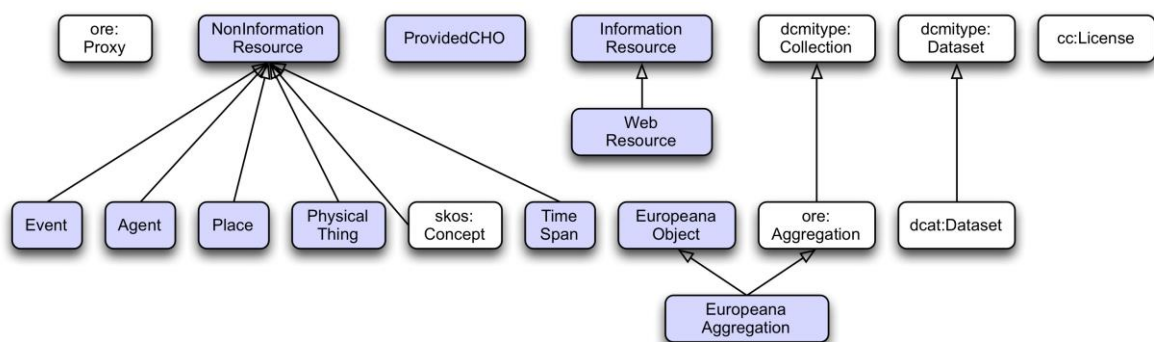 ore:
Proxy
NonInformation
Resource
ProvidedCHO
Information
Resource
dcmitype:
Collection
dcmitype:
Dataset
cc:License
Web
Resource
Event
Agent
Place
Physical
Thing
skos:
Concept
Time
Span
Europeana
Object
ore:
Aggregation
dcat:Dataset
Europeana
Aggregation